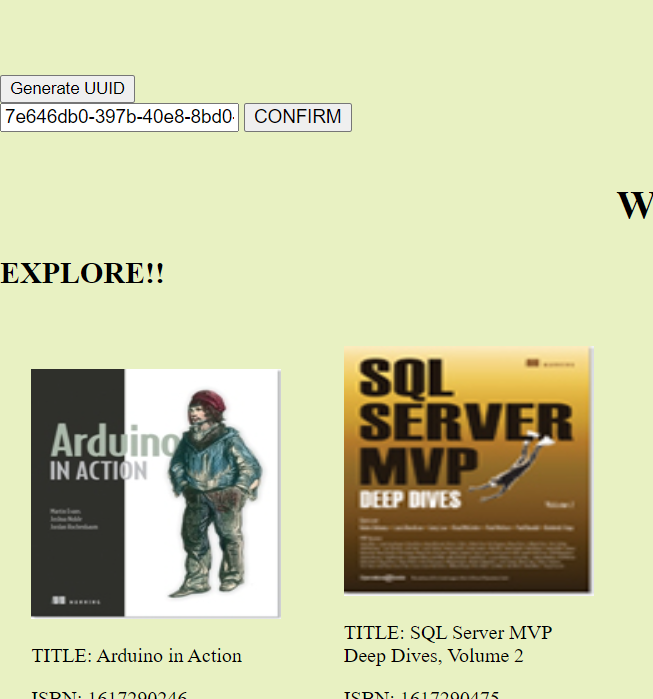 Generate UUID
7e646db0-397b-40e8-8bd0-
CONFIRM
W
EXPLORE!!
Arduino
IN ACTION
Martin Evans
Joshua Noble
Jordan Hochenbaum
MANNING
SQL
SERVER
MVP
DEEP DIVES
Volume 2
MANNING
TITLE: Arduino in Action
TITLE: SQL Server MVP
Deep Dives, Volume 2
ISBN: 1617290246
ISBN: 1617290475